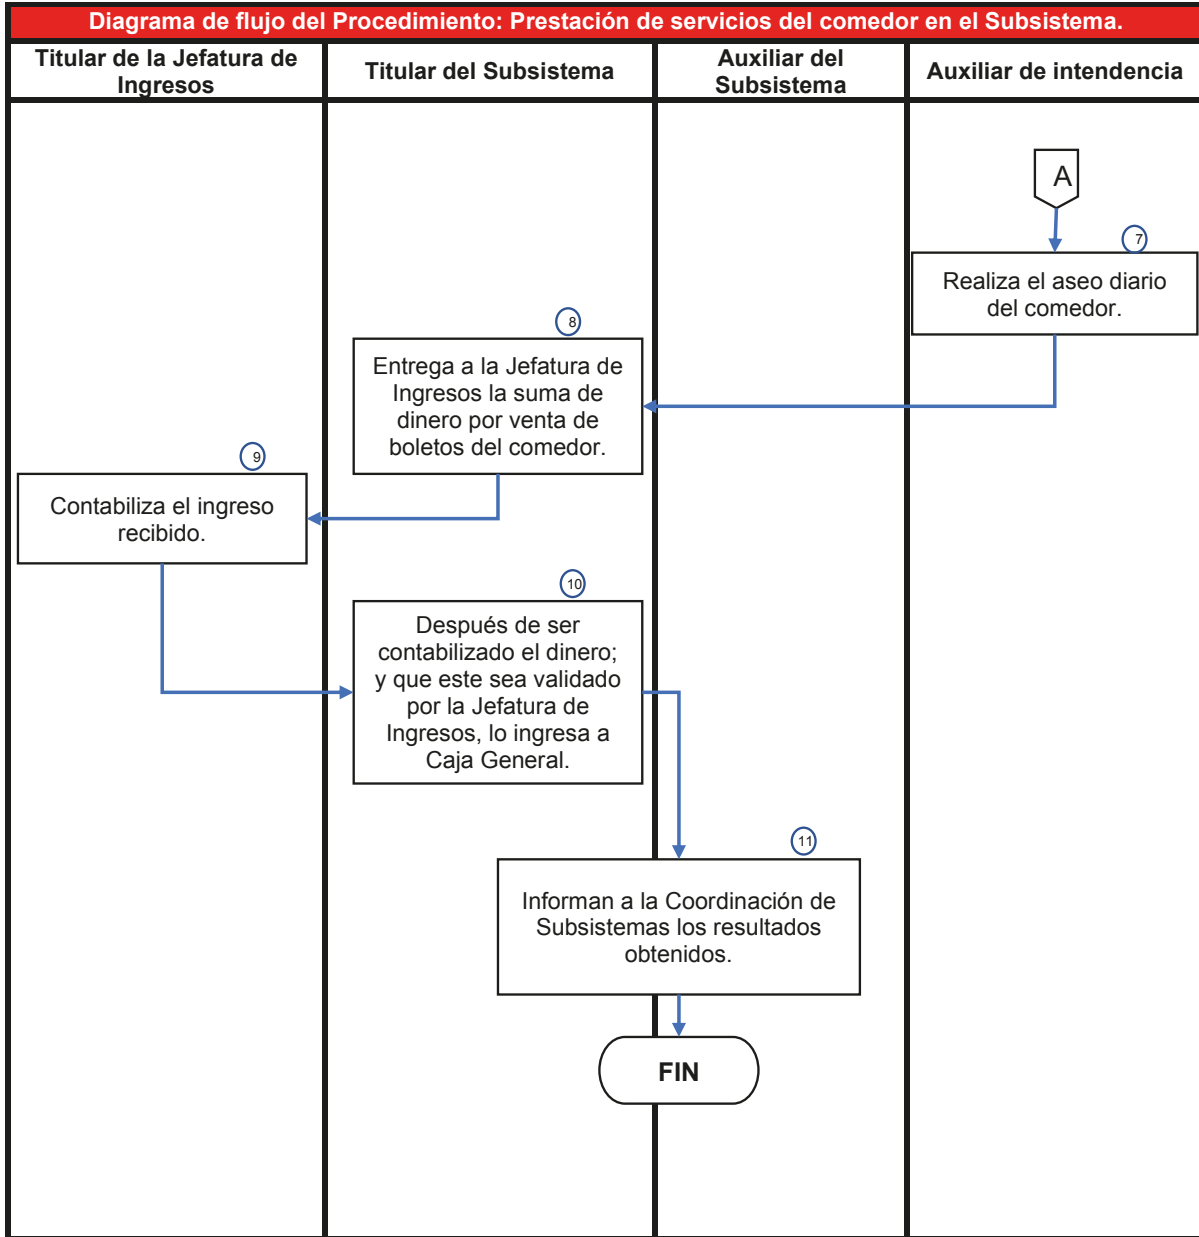 Diagrama de flujo del Procedimiento: Prestación de servicios del comedor en el Subsistema.
Titular de la Jefatura de
Ingresos
Titular del Subsistema
Auxiliar del
Subsistema
Auxiliar de intendencia
A
7
Realiza el aseo diario
del comedor.
8
Entrega a la Jefatura de
Ingresos la suma de
dinero por venta de
boletos del comedor.
9
Contabiliza el ingreso
recibido.
10
Después de ser
contabilizado el dinero;
y que este sea validado
por la Jefatura de
Ingresos, lo ingresa a
Caja General.
11
Informan a la Coordinación de
Subsistemas los resultados
obtenidos.
FIN